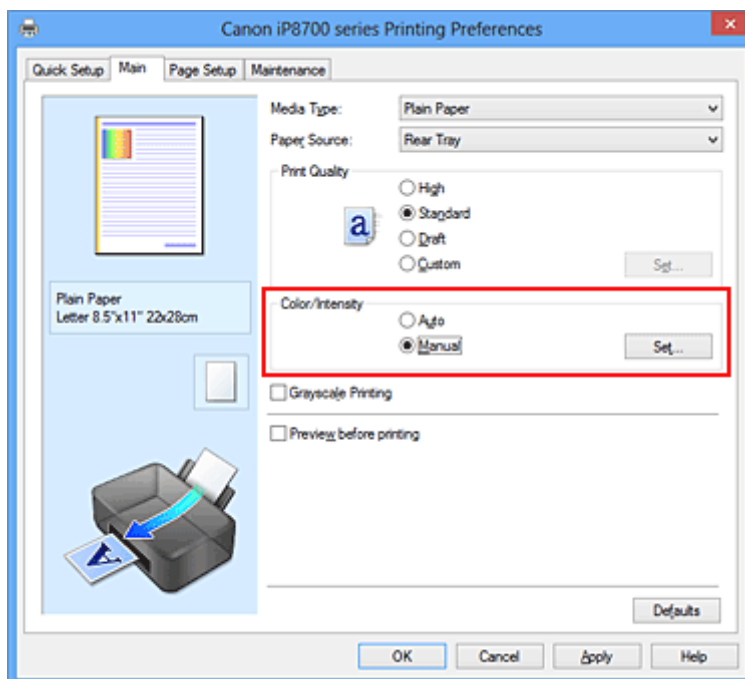 Canon iP8700 series Printing Preferences
Quick Setup Main Page Setup Maintenance
Media Type: Plain Paper
Paper Source: Rear Tray
Print Quality
High
a Standard
Draft
Custom Set...
Plain Paper
Letter 8.5"x11" 22x28cm
Color/Intensity
Auto
Manual Set...
Grayscale Printing
Preview before printing
A
Defaults
OK Cancel Apply Help